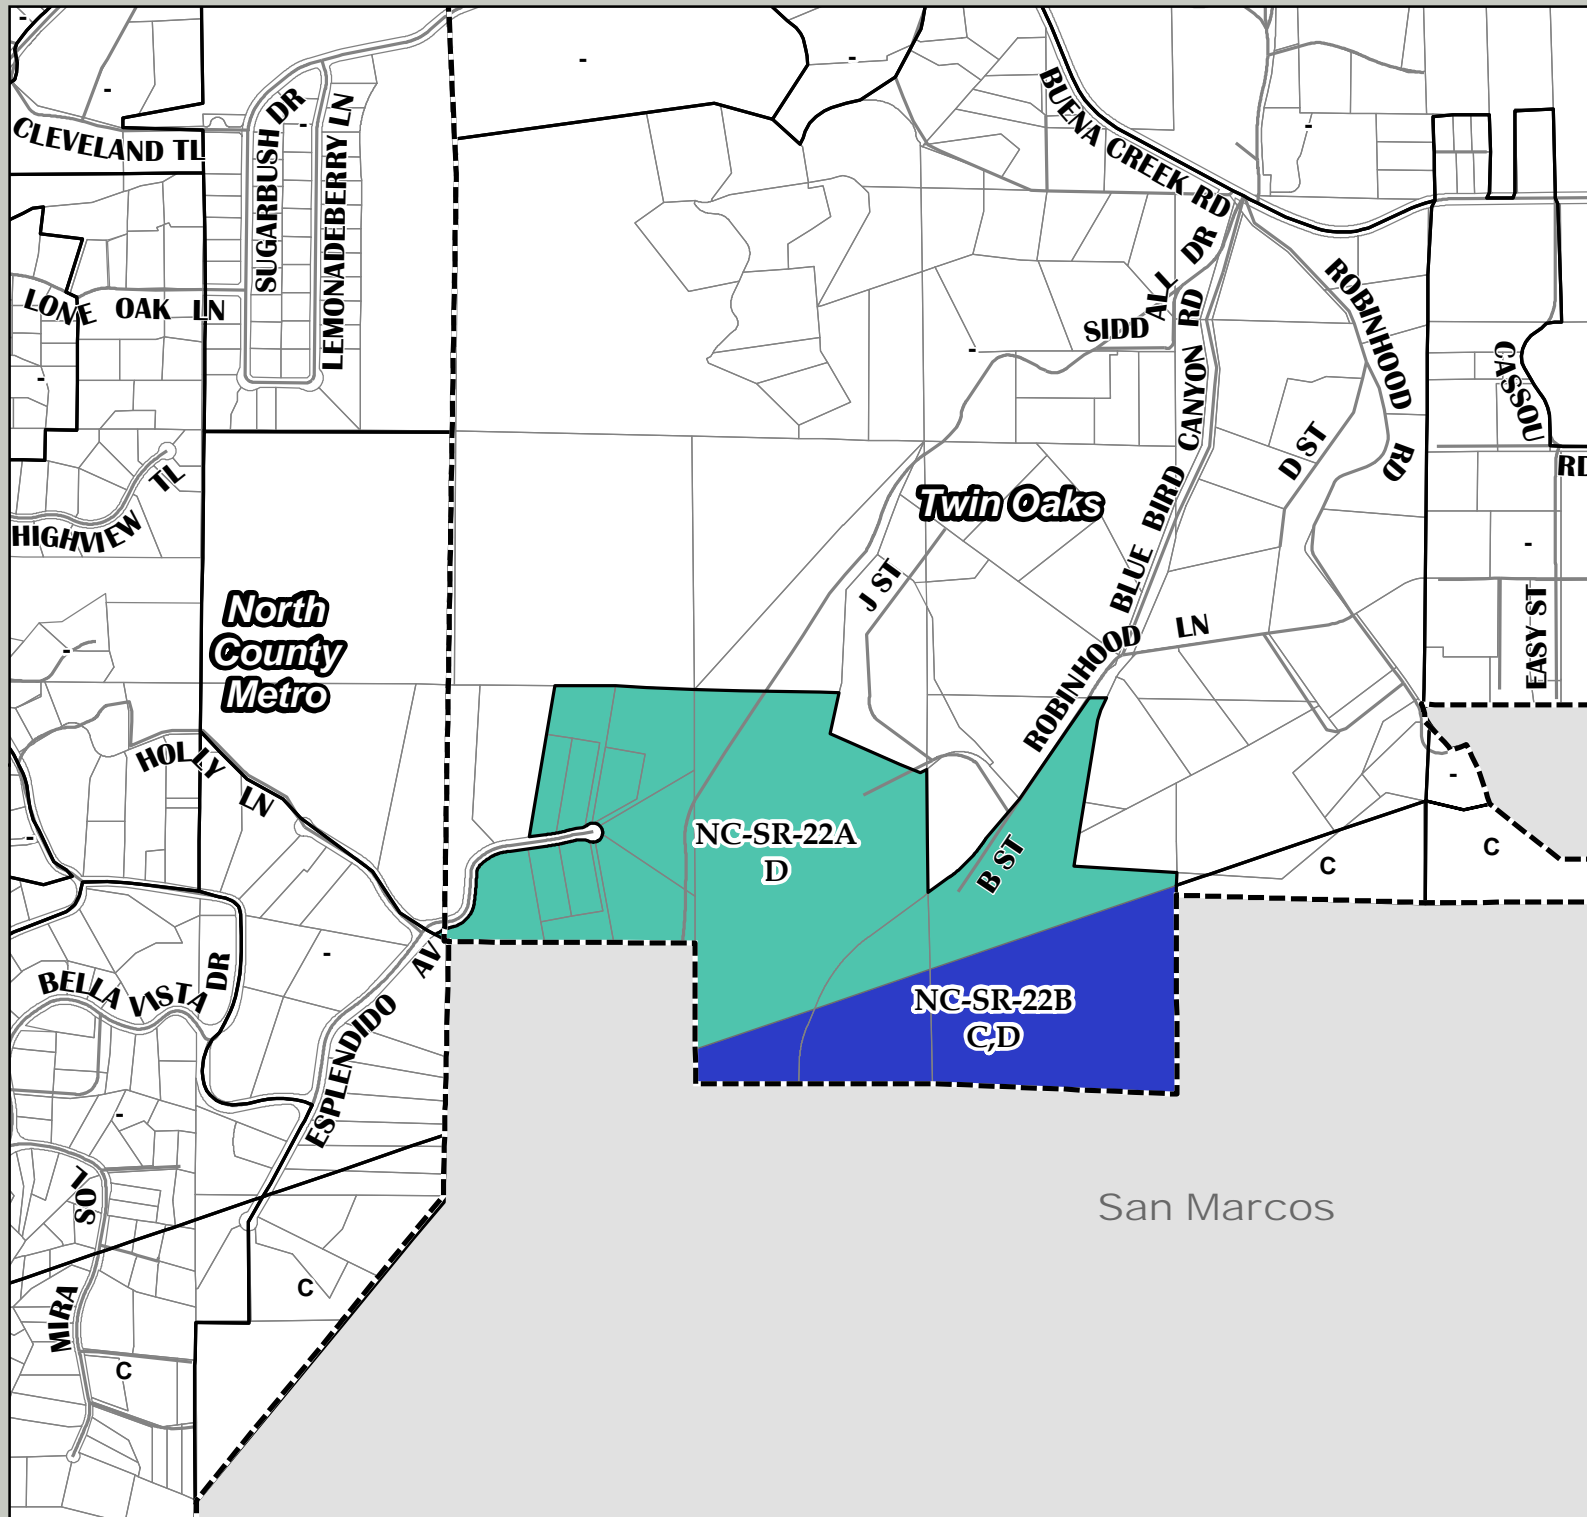 CLEVELAND TL
SUGARBUSH DR
LEMONADEBERRY LN
BUENA CREEK RD
LONE OAK LN
SIDD ALL DR
ROBINHOOD RD
CASSOU RD
BLUE BIRD CANYON RD
D ST
HIGHVIEW TL
Twin Oaks
J ST
North
County
Metro
ROBINHOOD LN
EASY ST
HOLLY LN
NC-SR-22A
D
B ST
C
C
BELLA VISTA DR
ESPLENDIDO AV
NC-SR-22B
C,D
San Marcos
MIRA SOL
C
C